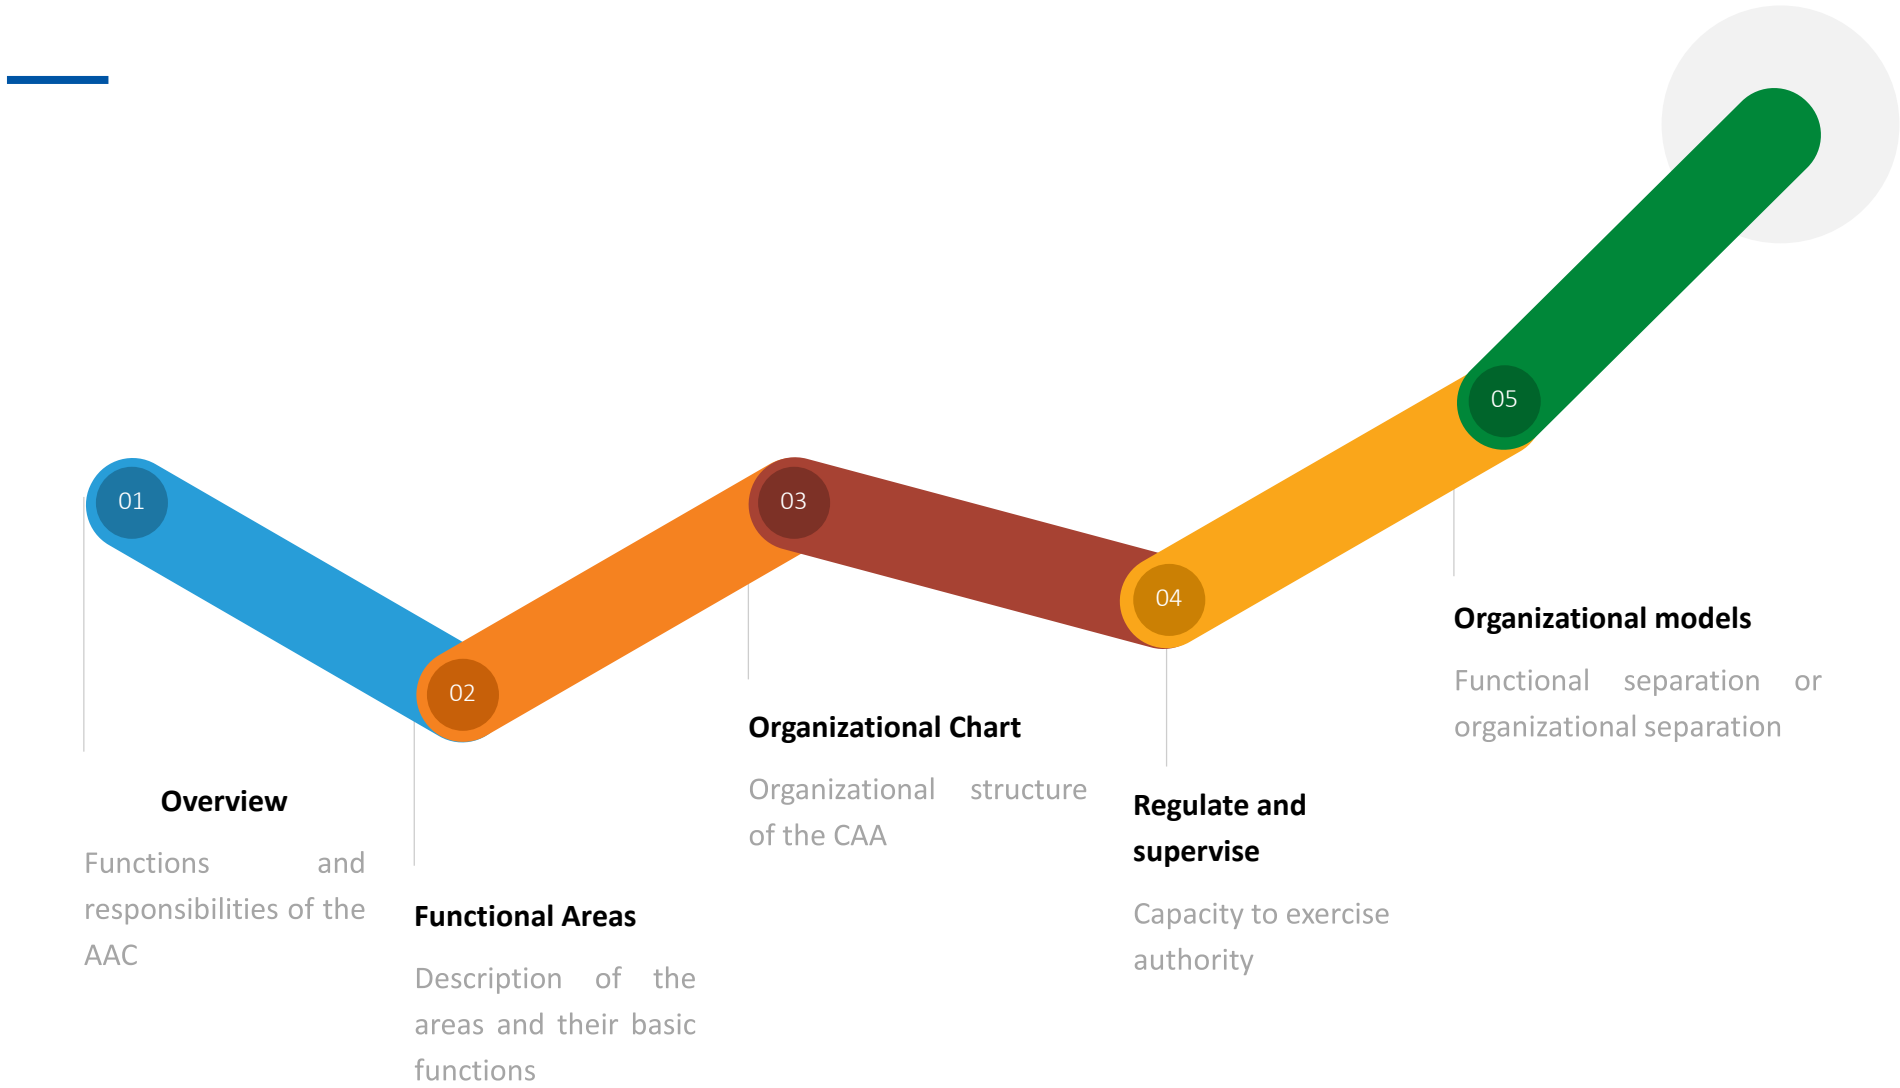 01
Overview
Functions and
responsibilities of the
AAC
02
Functional Areas
Description of the
areas and their basic
functions
03
Organizational Chart
Organizational structure
of the CAA
04
Regulate and
supervise
Capacity to exercise
authority
05
Organizational models
Functional separation or
organizational separation